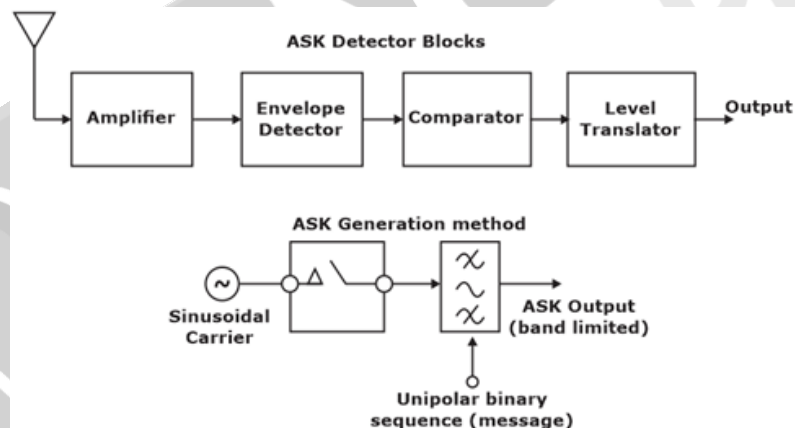 ASK Detector Blocks
Amplifier
Envelope
Detector
Comparator
Level
Translator
Output
ASK Generation method
Sinusoidal
Carrier
ASK Output
(band limited)
Unipolar binary
sequence (message)